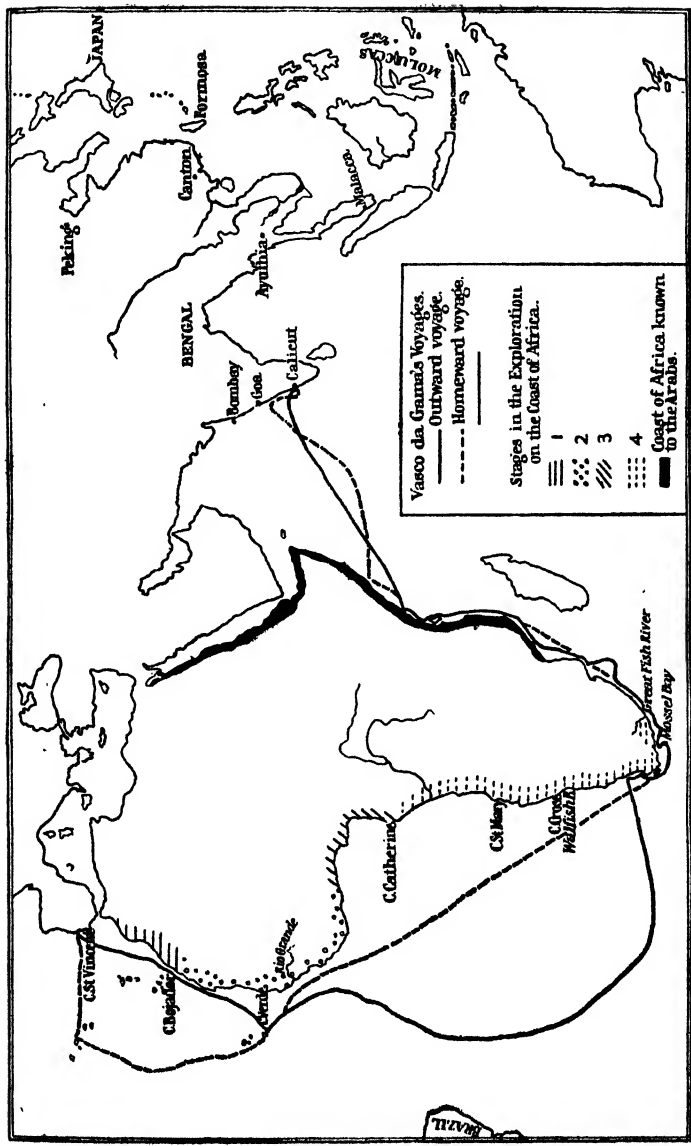 JAPAN
Peking
Formosa
Canton
MOLUCCAS
Malacca
Ayuthia
BENGAL
Bombay
Goa
Calicut
Vasco da Gama's Voyages.
Outward voyage.
Homeward voyage.
Stages in the Exploration
on the Coast of Africa.
1
2
3
4
Coast of Africa known
to the Arabs.
Great Fish River
Mossel Bay
C. Catherine
C. St Mary
C. Cross
Wallfish B.
C. St Vincent
C. Bojador
Rio Grande
C. Verde
BRAZIL